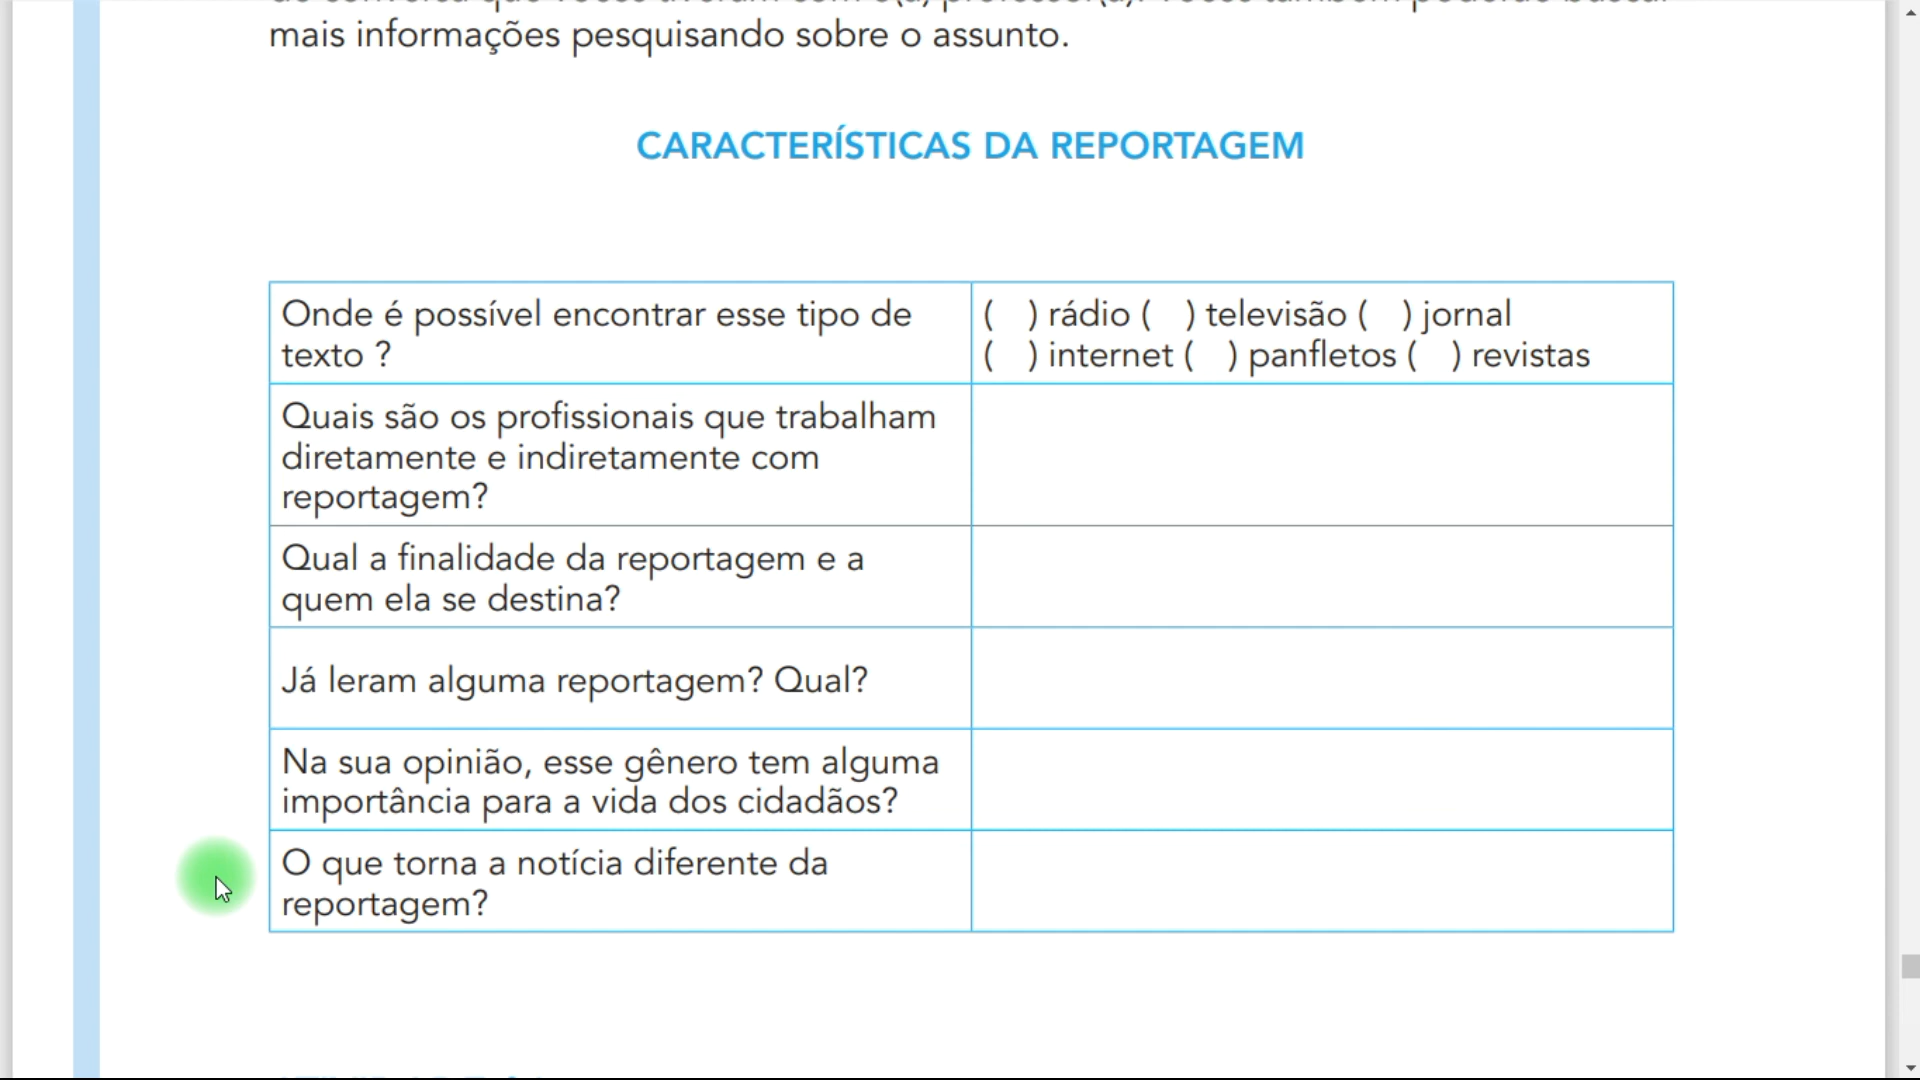 mais informações pesquisando sobre o assunto.
CARACTERÍSTICAS DA REPORTAGEM
Onde é possível encontrar esse tipo de
texto ?
(   ) rádio (   ) televisão (   ) jornal
(   ) internet (   ) panfletos (   ) revistas
Quais são os profissionais que trabalham
diretamente e indiretamente com
reportagem?
Qual a finalidade da reportagem e a
quem ela se destina?
Já leram alguma reportagem? Qual?
Na sua opinião, esse gênero tem alguma
importância para a vida dos cidadãos?
O que torna a notícia diferente da
reportagem?